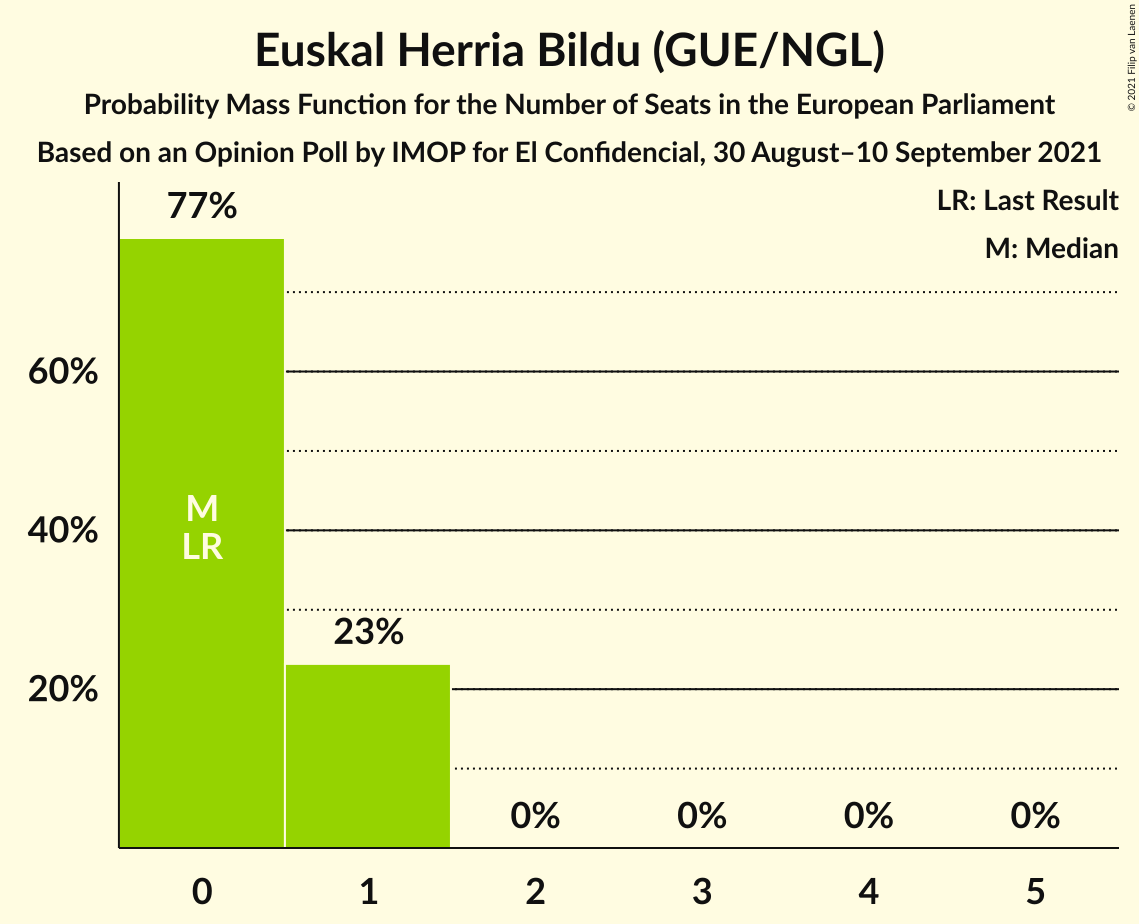 Euskal Herria Bildu (GUE/NGL)
Probability Mass Function for the Number of Seats in the European Parliament
Based on an Opinion Poll by IMOP for El Confidencial, 30 August–10 September 2021
© 2021 Filip van Laenen
LR: Last Result
M: Median
77%
60%
40%
20%
M
LR
23%
0%
0%
0%
0%
0
1
2
3
4
5